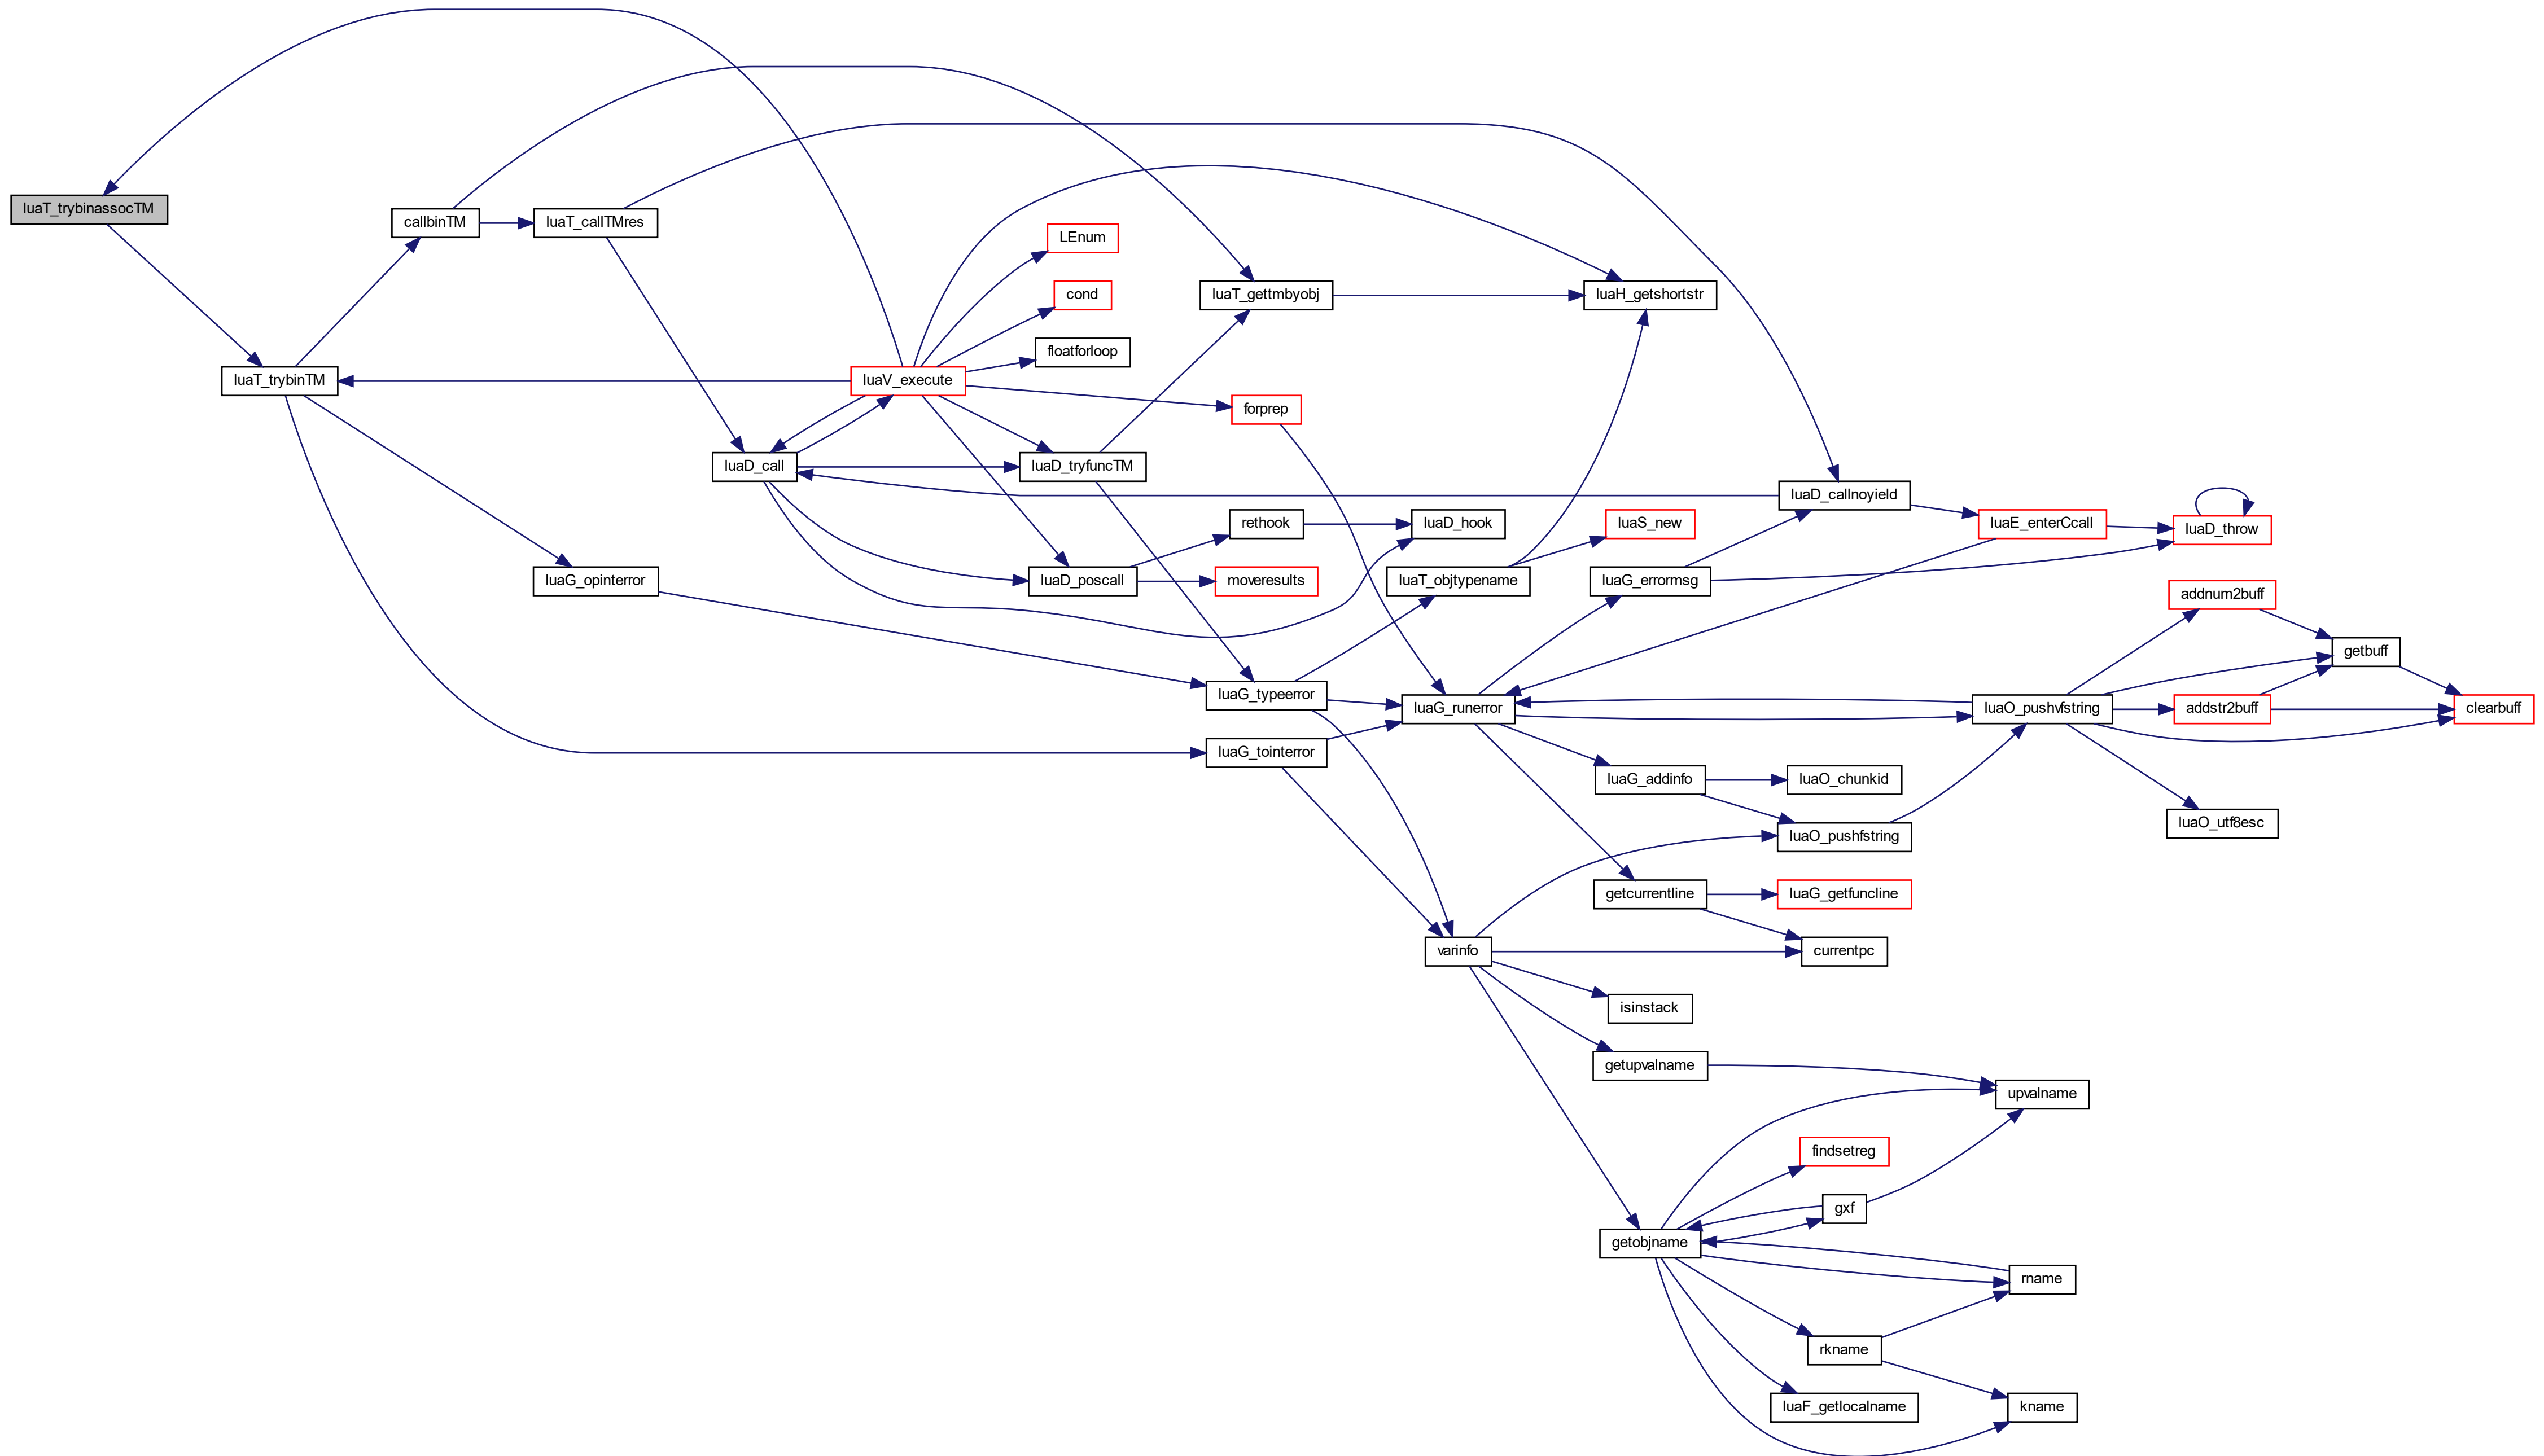 luaT_trybinassocTM
luaT_trybinTM
callbinTM
luaT_callTMres
luaG_opinterror
luaD_call
luaV_execute
LEnum
cond
floatforloop
luaD_tryfuncTM
luaD_poscall
luaT_gettmbyobj
forprep
rethook
moveresults
luaG_typeerror
luaG_tointerror
luaH_getshortstr
luaD_hook
luaS_new
luaT_objtypename
luaG_runerror
varinfo
luaG_errormsg
luaG_addinfo
getcurrentline
isinstack
getupvalname
getobjname
luaD_callnoyield
luaO_chunkid
luaO_pushfstring
luaG_getfuncline
currentpc
findsetreg
gxf
rkname
luaF_getlocalname
luaE_enterCcall
luaO_pushvfstring
upvalname
rname
kname
luaD_throw
addnum2buff
addstr2buff
luaO_utf8esc
getbuff
clearbuff